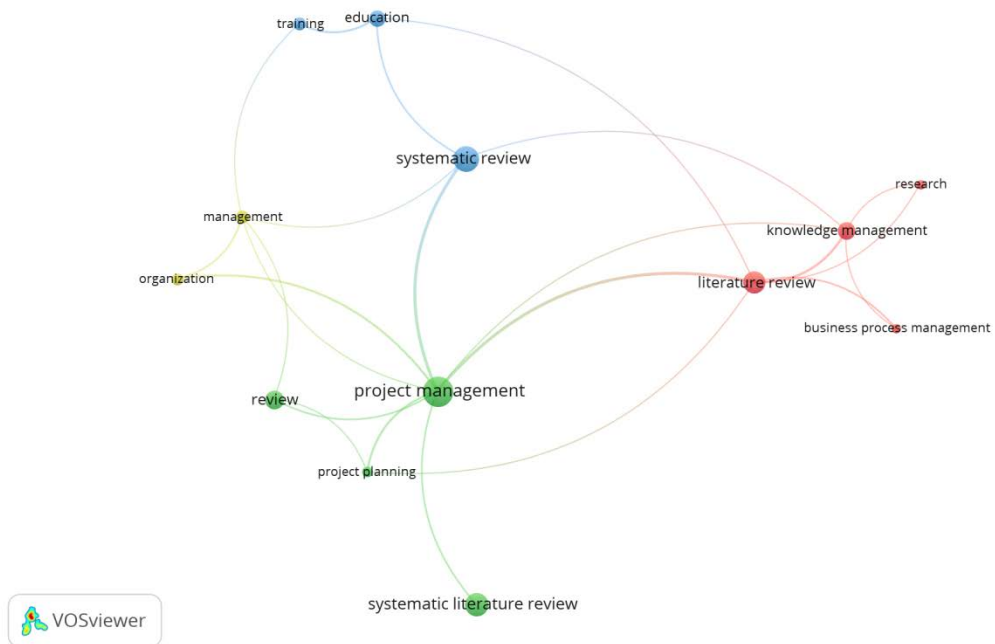 education
training
systematic review
research
management
knowledge management
organization
literature review
business process management
project management
review
project planning
systematic literature review
VOSviewer